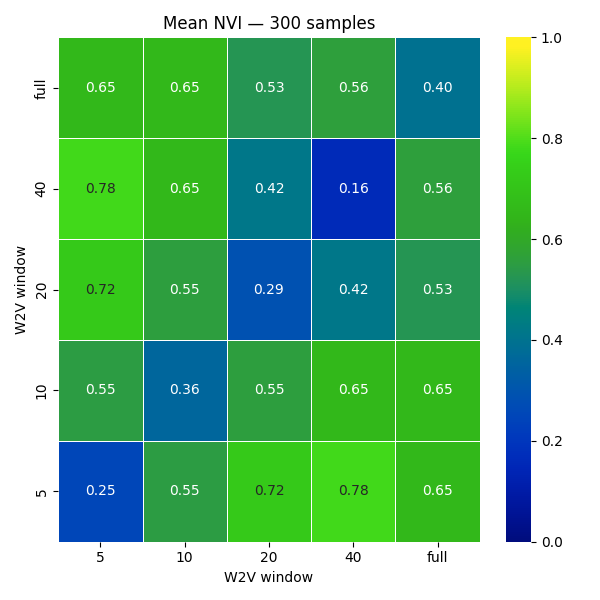 Mean NVI — 300 samples
full 0.65 0.65 0.53 0.56 0.40
40 0.78 0.65 0.42 0.16 0.56
20 0.72 0.55 0.29 0.42 0.53
10 0.55 0.36 0.55 0.65 0.65
5 0.25 0.55 0.72 0.78 0.65
5 10 20 40 full
W2V window
W2V window
1.0
0.8
0.6
0.4
0.2
0.0